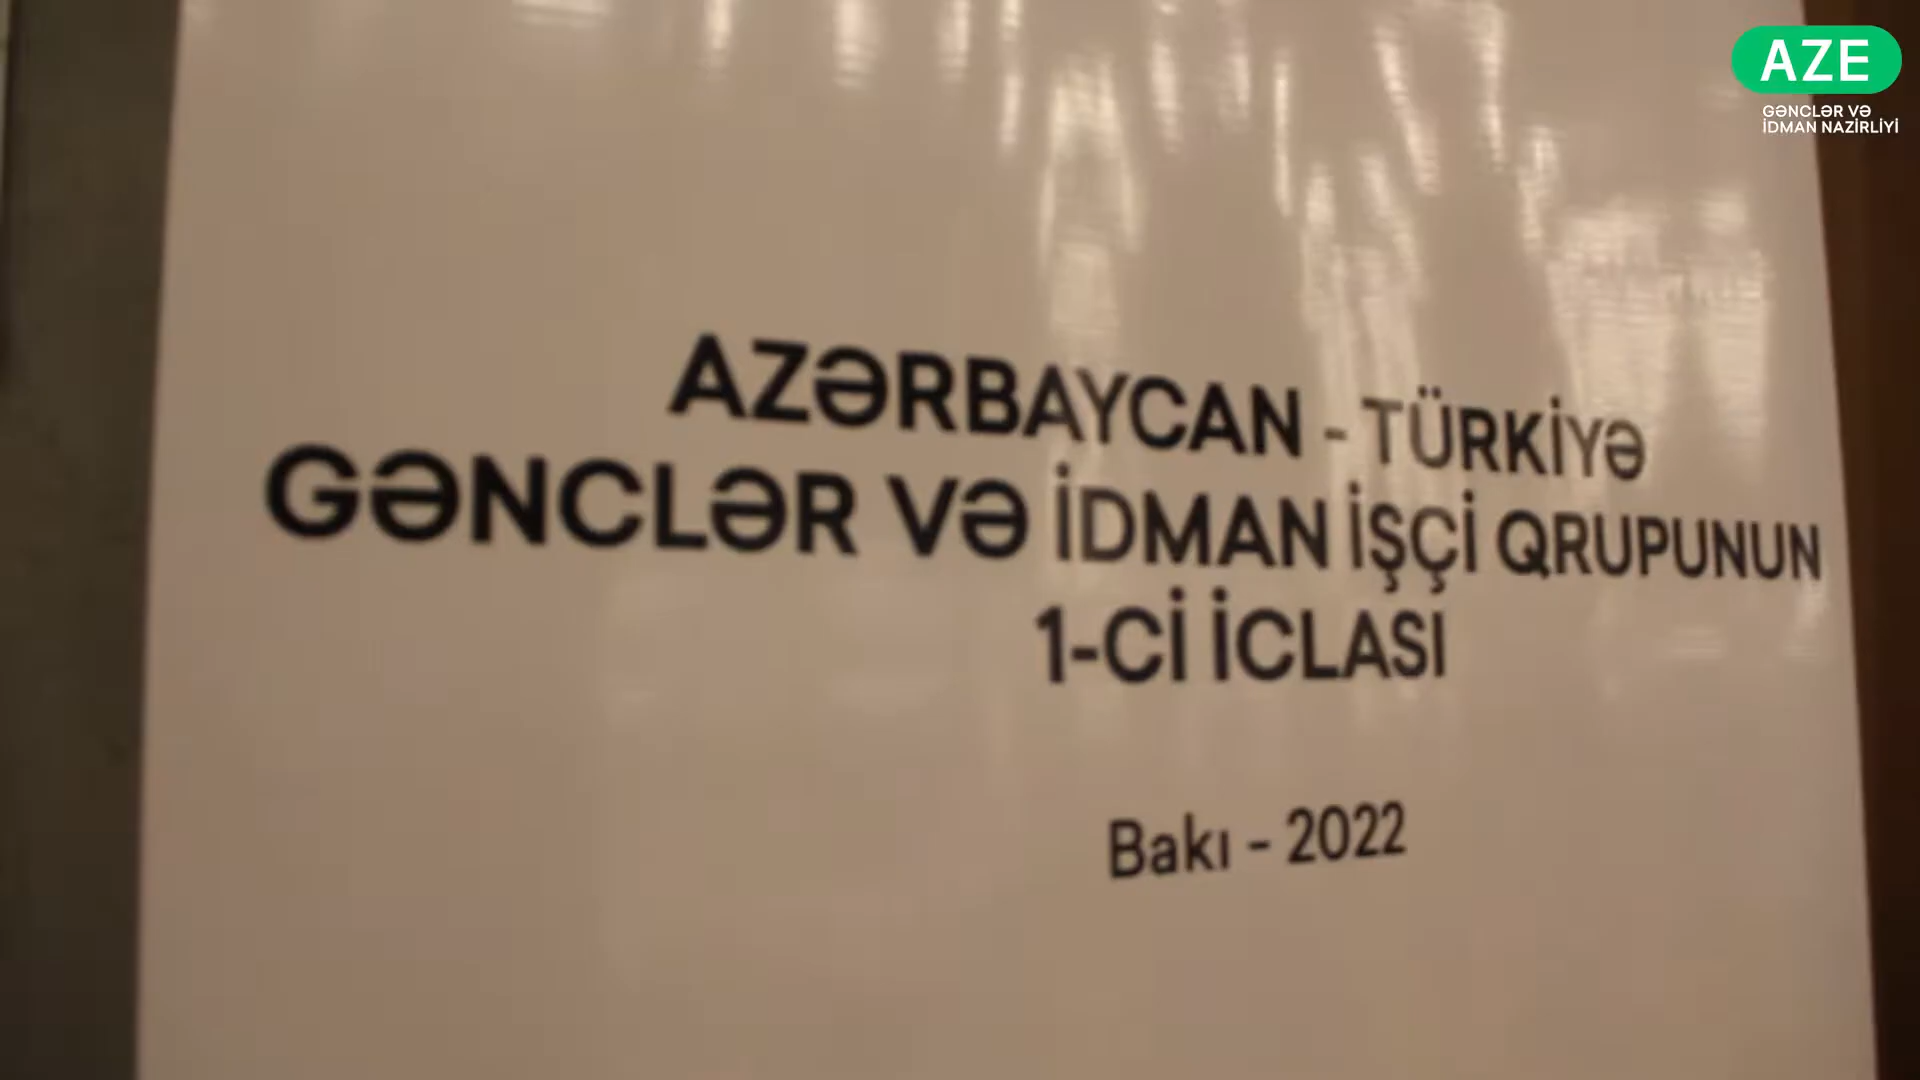 AZE
GƏNCLƏR VƏ
İDMAN NAZİRLİYİ
AZƏRBAYCAN - TÜRKİYƏ
GƏNCLƏR VƏ İDMAN İŞÇİ QRUPUNUN
1-Cİ İCLASI
Bakı - 2022